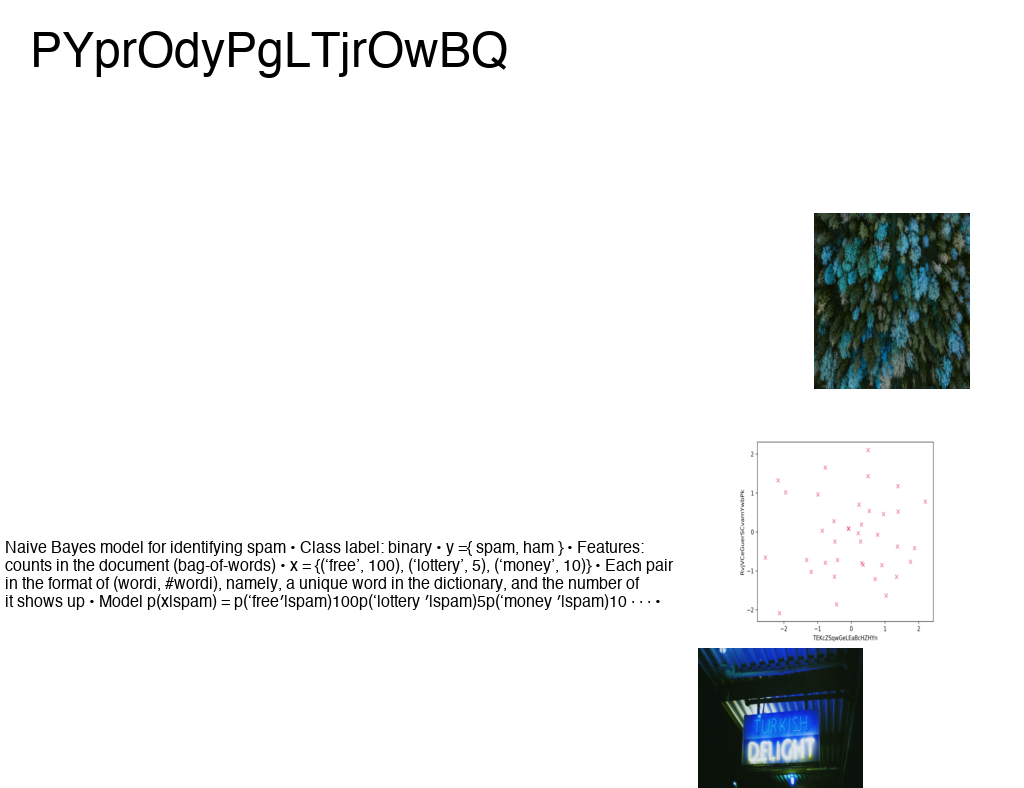 PYprOdyPgLTjrOwBQ
Naive Bayes model for identifying spam • Class label: binary • y ={ spam, ham } • Features:
counts in the document (bag-of-words) • x = {(‘free’, 100), (‘lottery’, 5), (‘money’, 10)} • Each pair
in the format of (wordi, #wordi), namely, a unique word in the dictionary, and the number of
it shows up • Model p(x|spam) = p(‘free′|spam)100p(‘lottery ′|spam)5p(‘money ′|spam)10 · · · •
2
1
0
−1
−2
−2 −1 0 1 2
TEKcZSqwGeLEaBcHZHYn
TURKISH
DELIGHT